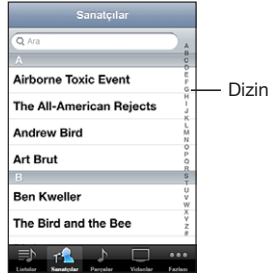 Sanatçılar
Ara
A
Airborne Toxic Event
The All-American Rejects
Andrew Bird
Art Brut
B
Ben Kweller
The Bird and the Bee
A
B
C
D
E
F
G
H
I
J
K
L
M
N
O
P
Q
R
S
T
U
V
W
X
Y
Z
#
Dizin
Listeler Sanatçılar Parçalar Videolar Fazlası